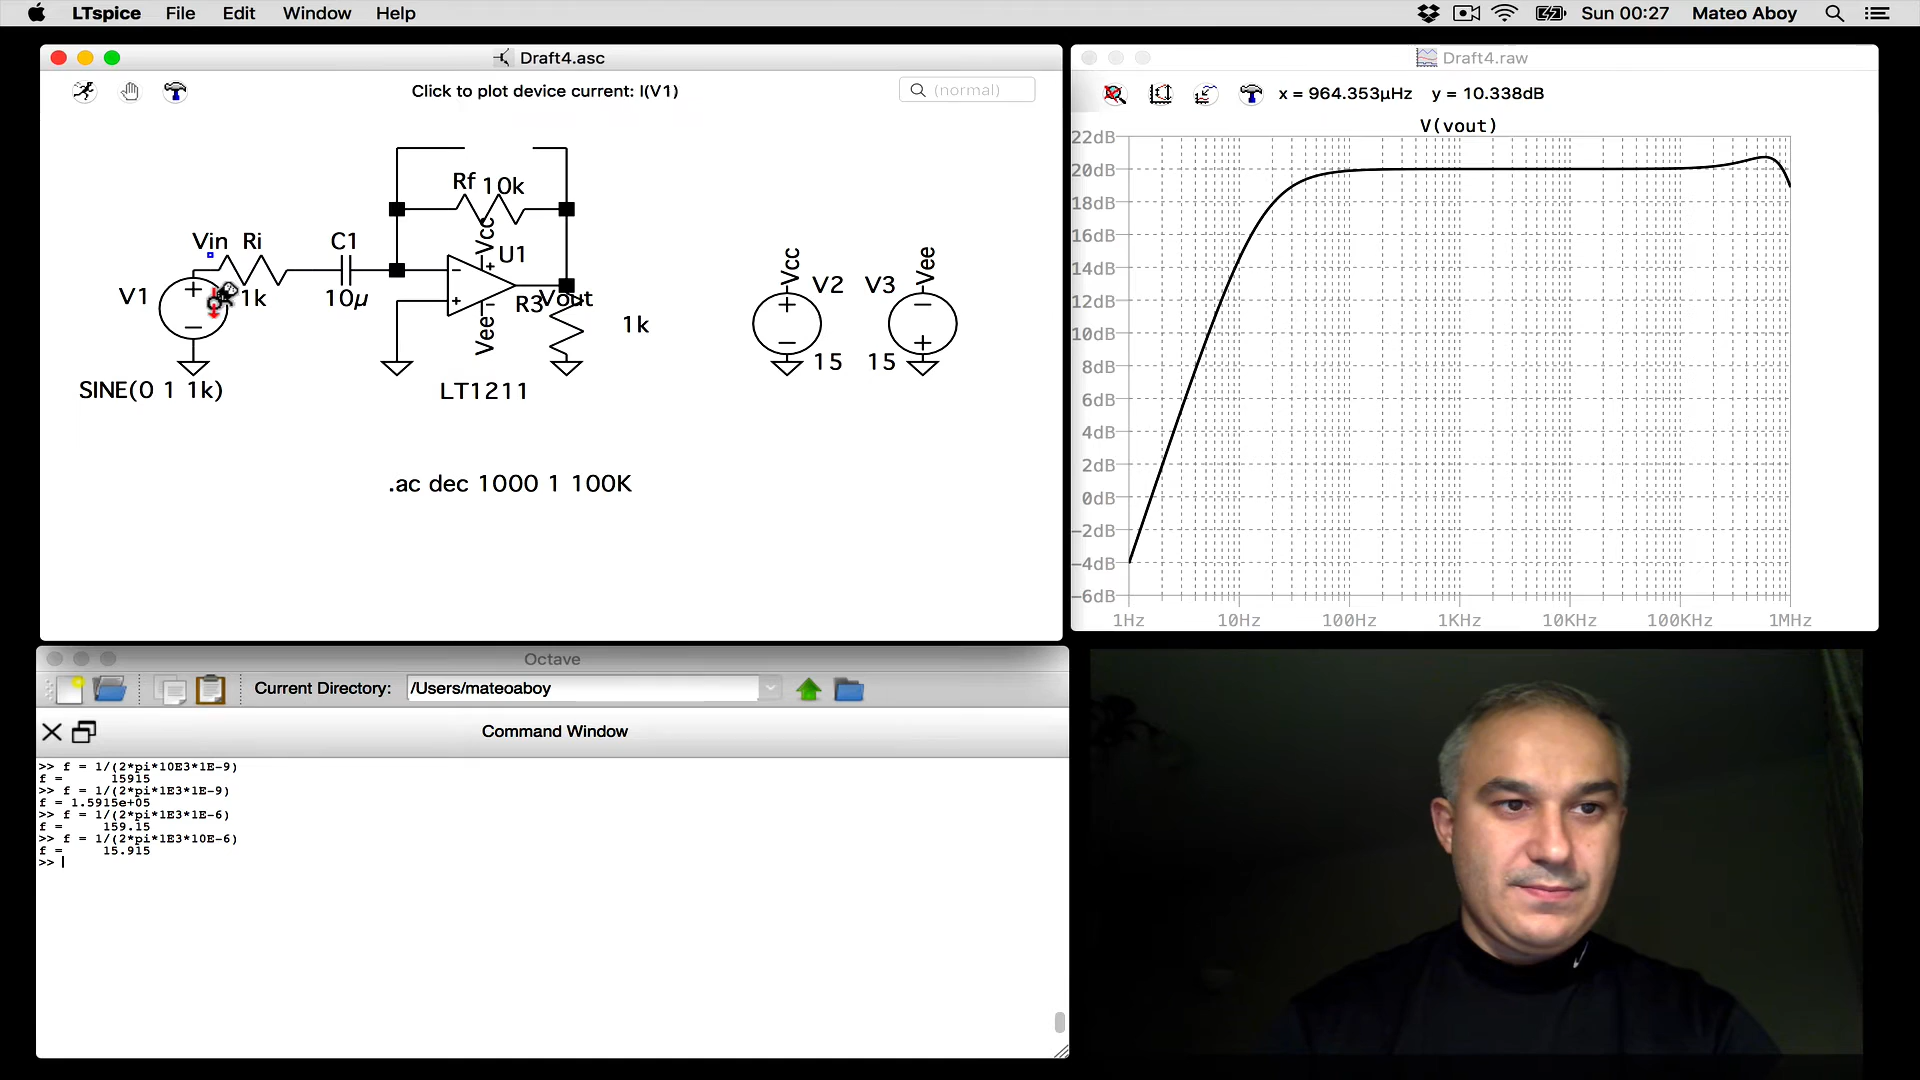 LTspice File Edit Window Help Sun 00:27 Mateo Aboy
Draft4.asc
Click to plot device current: I(V1)
(normal)
Rf 10k
Vcc
U1
Vin Ri C1
V1 1k 10µ
R3 Vout
1k
Vee
Vcc Vee
V2 V3
15 15
SINE(0 1 1k)
LT1211
.ac dec 1000 1 100K
Draft4.raw
x = 964.353µHz y = 10.338dB
V(vout)
22dB
20dB
18dB
16dB
14dB
12dB
10dB
8dB
6dB
4dB
2dB
0dB
-2dB
-4dB
-6dB
1Hz 10Hz 100Hz 1KHz 10KHz 100KHz 1MHz
Octave
Current Directory: /Users/mateoaboy
Command Window
>> f = 1/(2*pi*10E3*1E-9)
f = 15915
>> f = 1/(2*pi*1E3*1E-9)
f = 1.5915e+05
>> f = 1/(2*pi*1E3*1E-6)
f = 159.15
>> f = 1/(2*pi*1E3*10E-6)
f = 15.915
>>